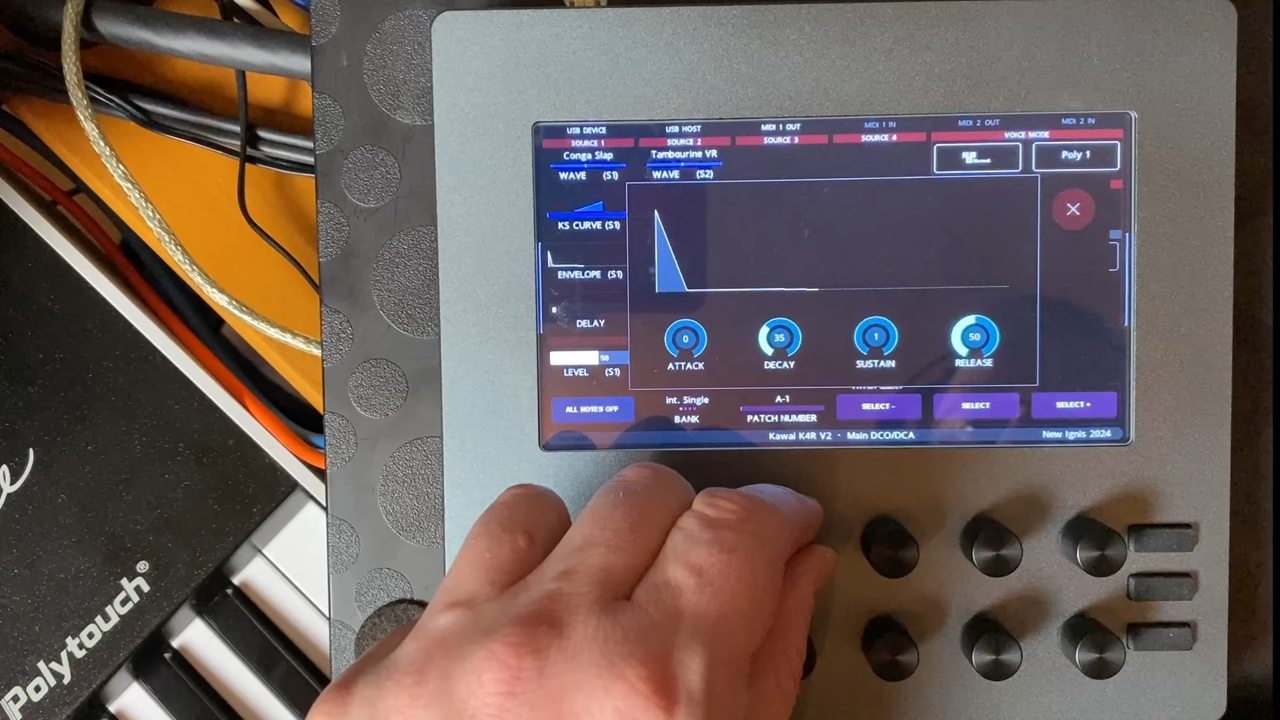 USB DEVICE USB HOST MIDI 1 OUT MIDI 1 IN MIDI 2 OUT MIDI 2 IN
SOURCE 1 SOURCE 2 SOURCE 3 SOURCE 4 VOICE MODE
Conga Slap Tambourine VR Poly 1
WAVE (S1) WAVE (S2)
KS CURVE (S1)
ENVELOPE (S1)
DELAY
0 35 1 50
ATTACK DECAY SUSTAIN RELEASE
98
LEVEL (S1)
ALL NOTES OFF int. Single A-1 SELECT- SELECT SELECT +
BANK PATCH NUMBER
Kawai K4R V2 • Main DCO/DCA New Ignis 2024
Polytouch®